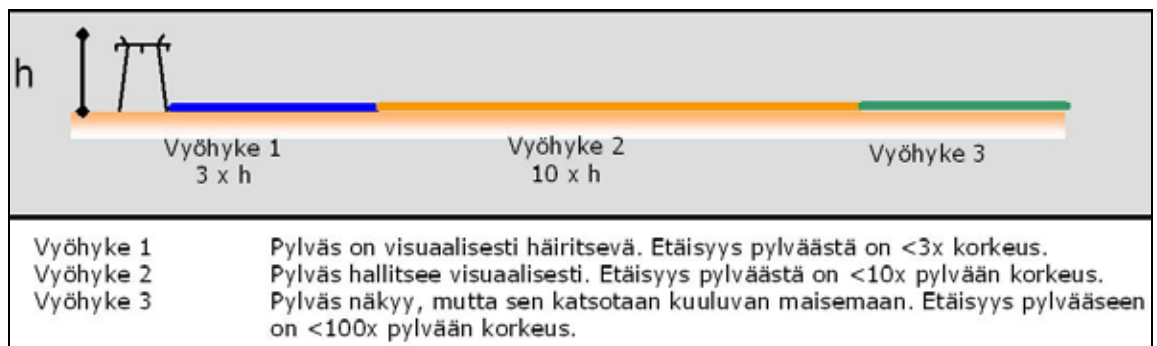 h
Vyöhyke 1
3 x h
Vyöhyke 2
10 x h
Vyöhyke 3
Vyöhyke 1 Pylväs on visuaalisesti häiritsevä. Etäisyys pylväästä on <3x korkeus.
Vyöhyke 2 Pylväs hallitsee visuaalisesti. Etäisyys pylväästä on <10x pylvään korkeus.
Vyöhyke 3 Pylväs näkyy, mutta sen katsotaan kuuluvan maisemaan. Etäisyys pylvääseen
on <100x pylvään korkeus.